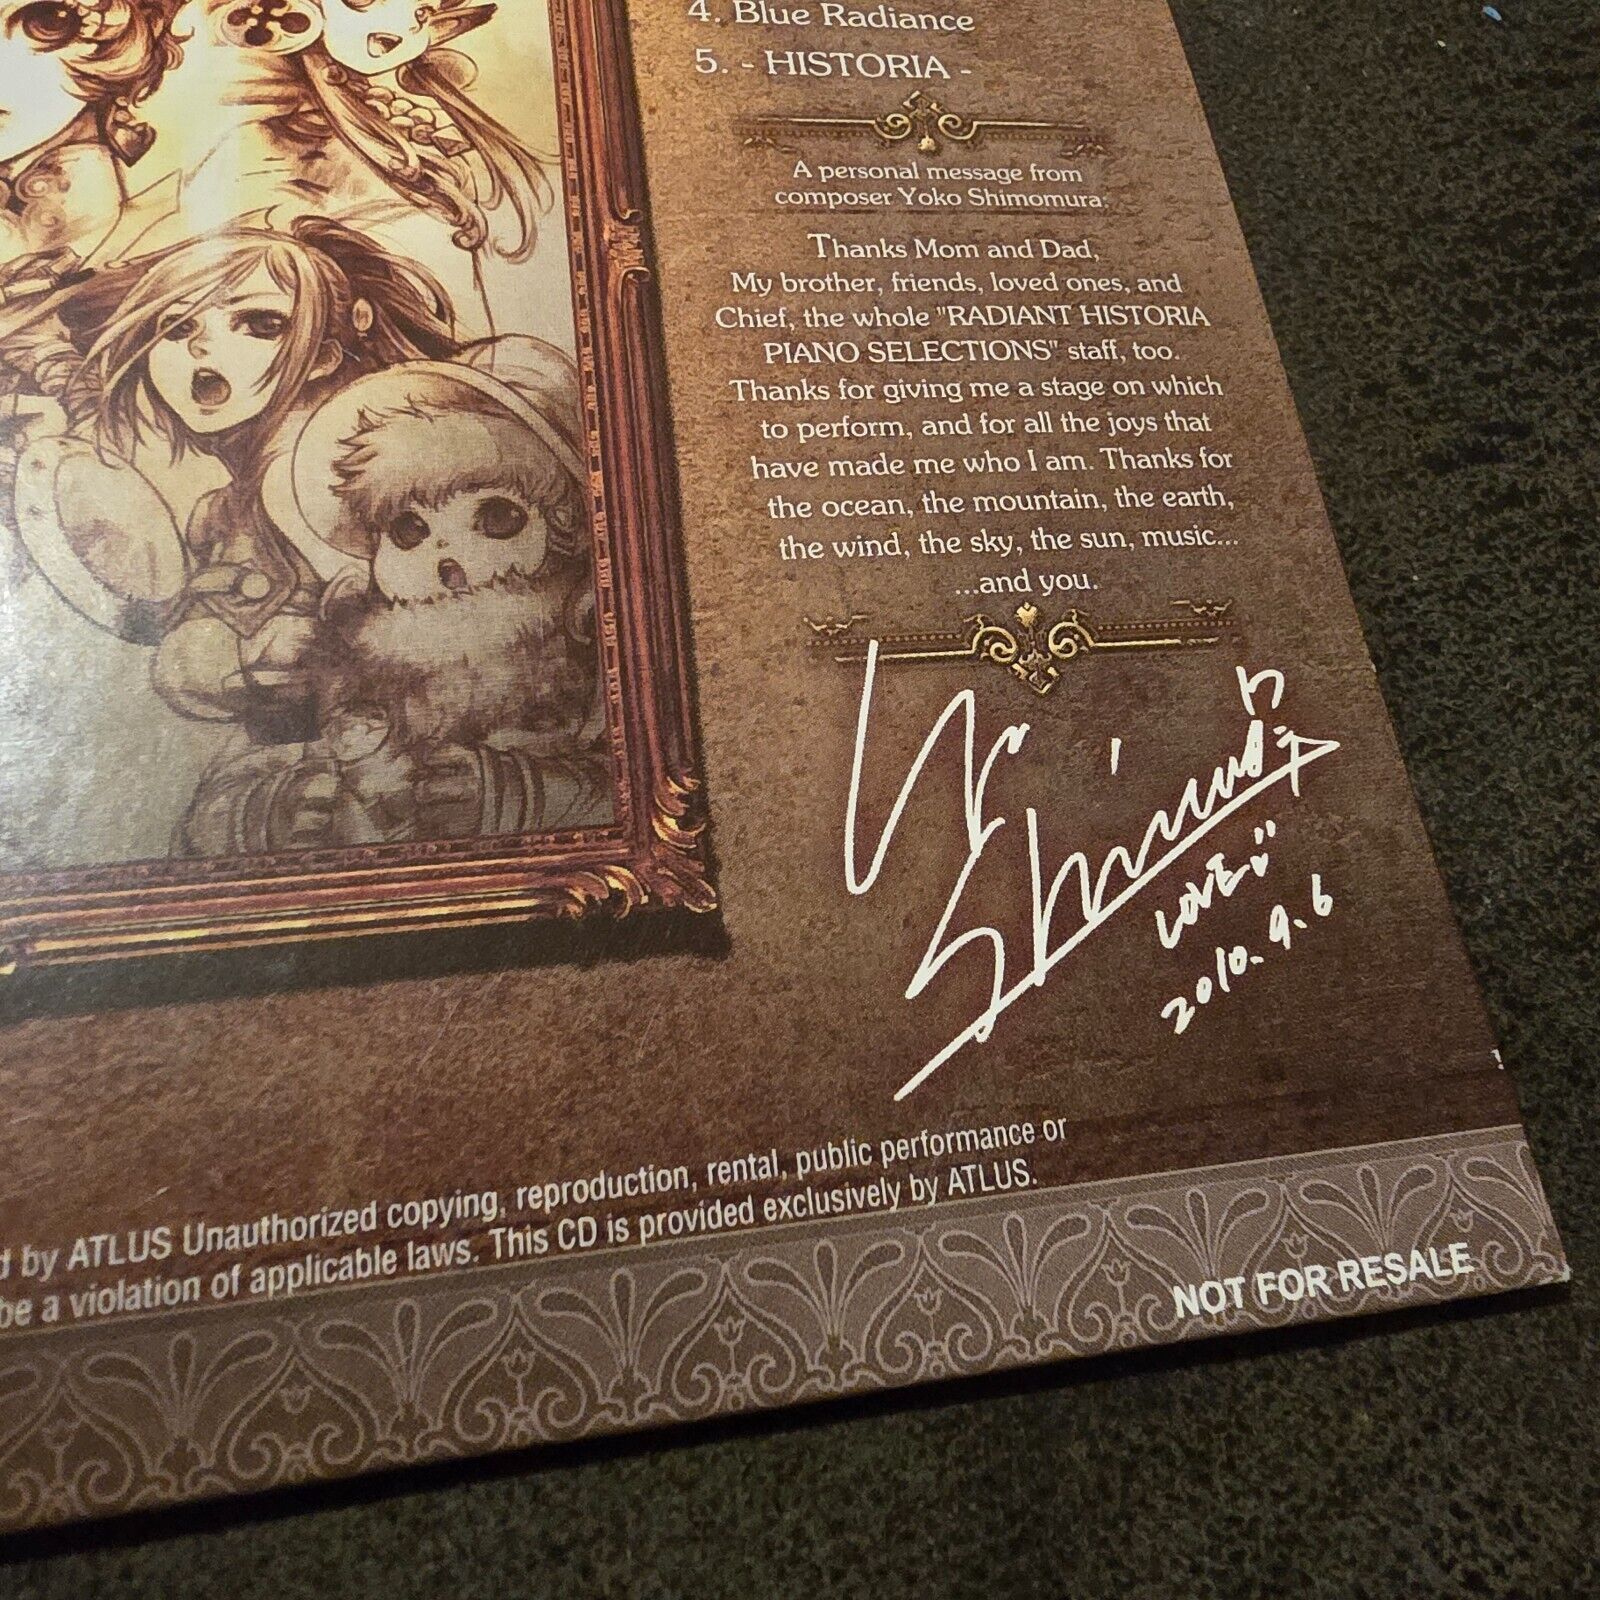 4. Blue Radiance
5. - HISTORIA -
A personal message from
composer Yoko Shimomura:
Thanks Mom and Dad,
My brother, friends, loved ones, and
Chief, the whole "RADIANT HISTORIA
PIANO SELECTIONS" staff, too.
Thanks for giving me a stage on which
to perform, and for all the joys that
have made me who I am. Thanks for
the ocean, the mountain, the earth,
the wind, the sky, the sun, music...
...and you.
LOVE
2010.9.6
by ATLUS Unauthorized copying, reproduction, rental, public performance or
be a violation of applicable laws. This CD is provided exclusively by ATLUS.
NOT FOR RESALE